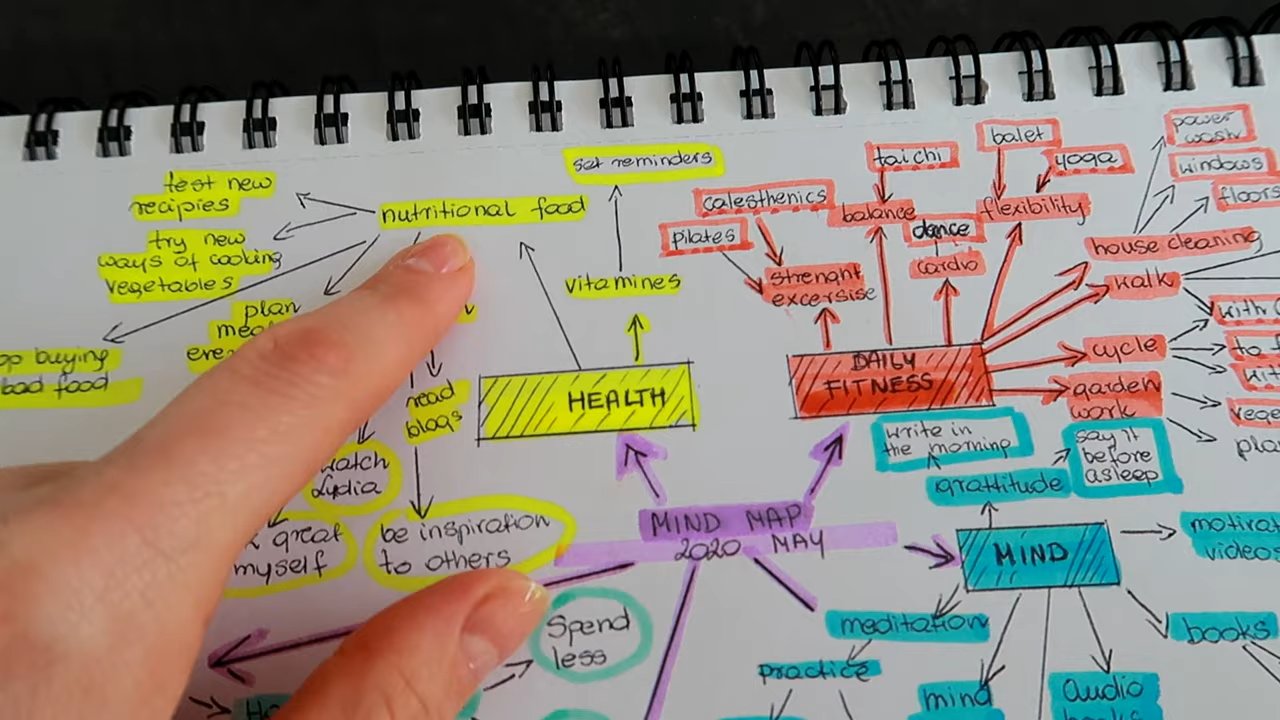 set reminders
test new
recipies
nutritional food
try new
ways of cooking
vegetables
vitamines
plan
buying
bad food
read
blogs
HEALTH
watch
Lydia
great
myself
be inspiration
to others
power
wash
windows
floors
balet
yoga
taichi
calesthenics
balance
flexibility
pilates
dance
cardio
strenght
excersise
house cleaning
walk
cycle
garden
work
DAILY
FITNESS
write in
the morning
say it
before
asleep
grattitude
MIND MAP
2020 MAY
MIND
videos
meditation
books
practice
mind
audio
books
Spend
less